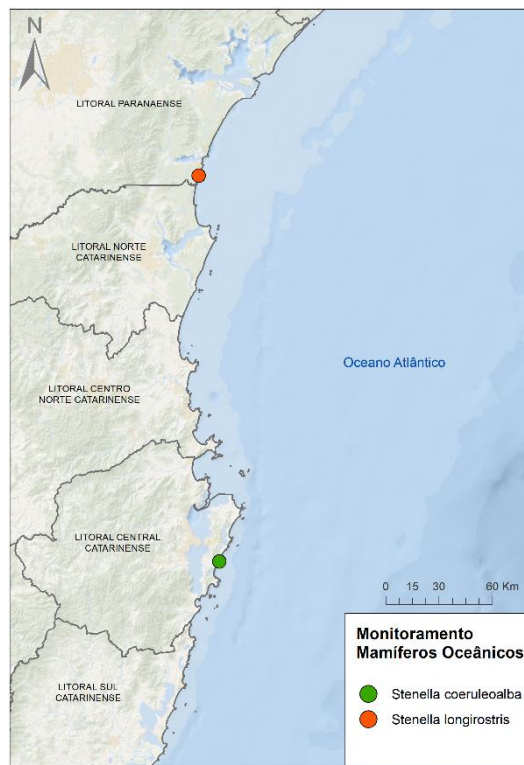 N
LITORAL PARANAENSE
LITORAL NORTE
CATARINENSE
LITORAL CENTRO
NORTE CATARINENSE
Oceano Atlântico
LITORAL CENTRAL
CATARINENSE
0 15 30 60 Km
LITORAL SUL
CATARINENSE
Monitoramento
Mamíferos Oceânicos
Stenella coeruleoalba
Stenella longirostris